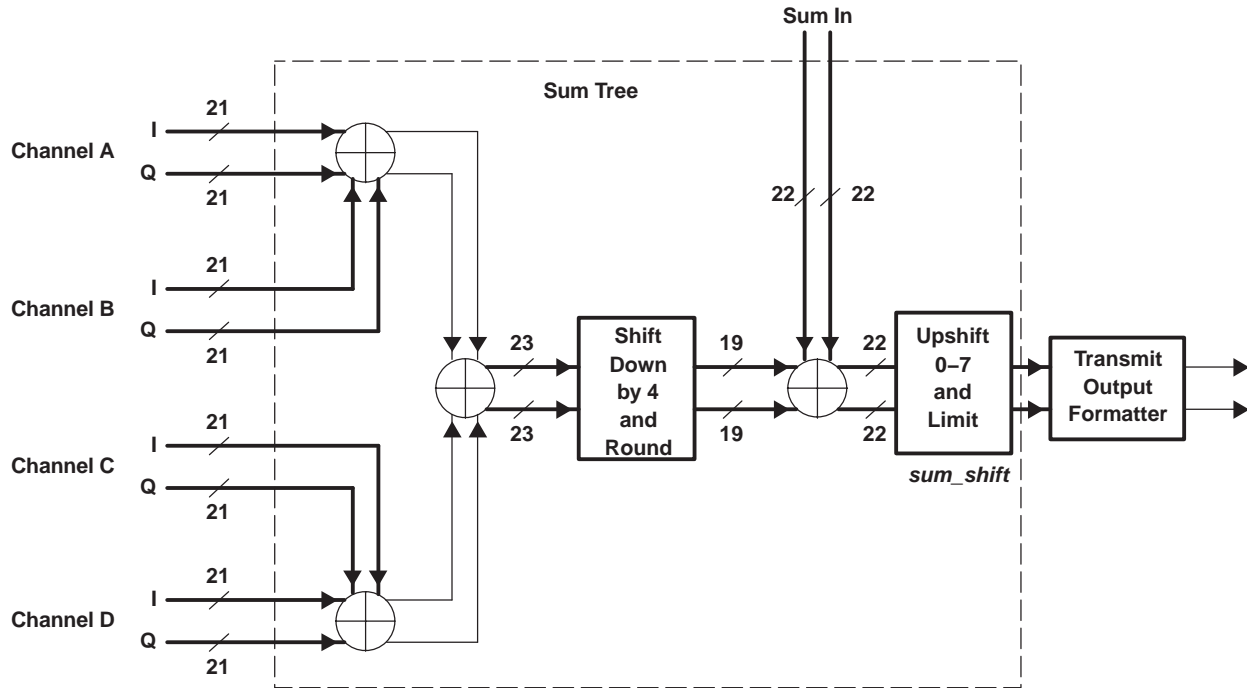 Sum In
Sum Tree
21
I
Channel A
Q
21
22
22
21
I
Channel B
Q
21
23
Shift
Down
by 4
and
Round
19
22
Upshift
0–7
and
Limit
Transmit
Output
Formatter
23
19
22
sum_shift
21
I
Channel C
Q
21
21
I
Channel D
Q
21